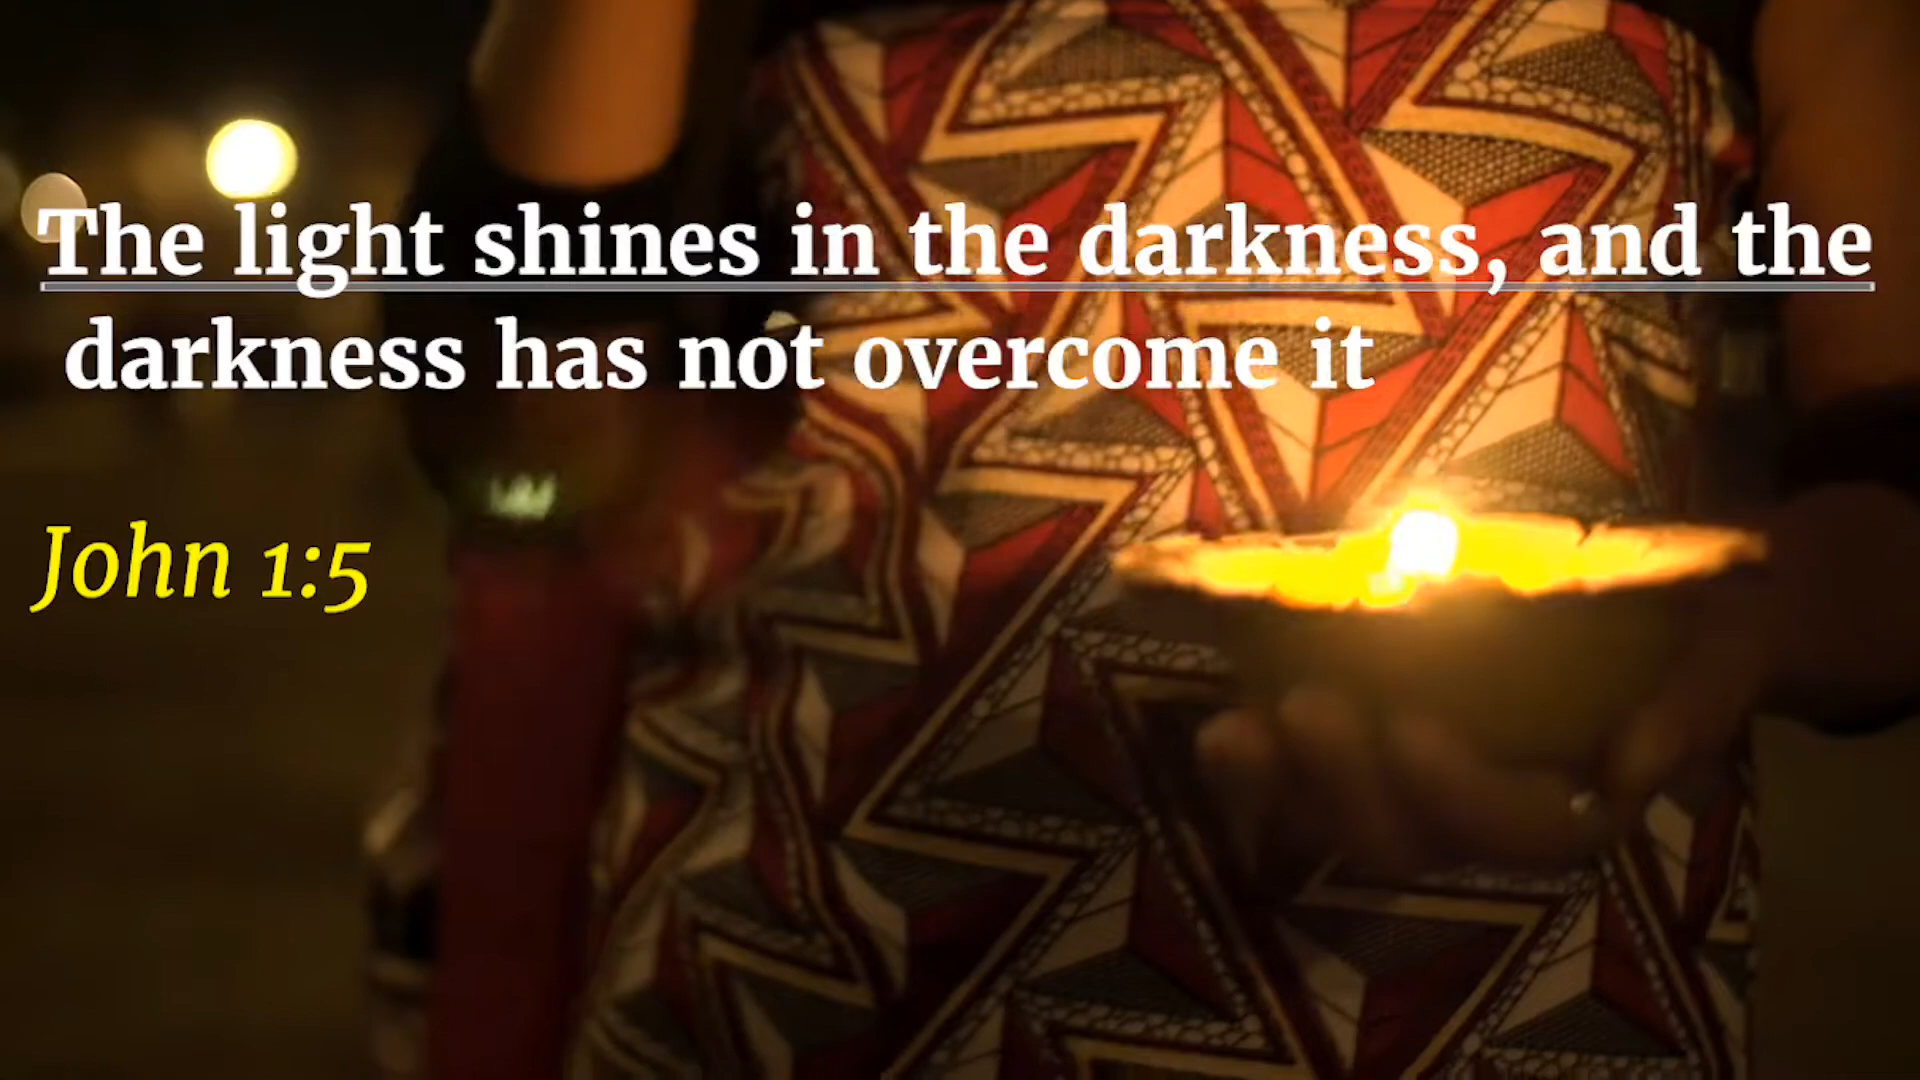 The light shines in the darkness, and the
darkness has not overcome it
John 1:5